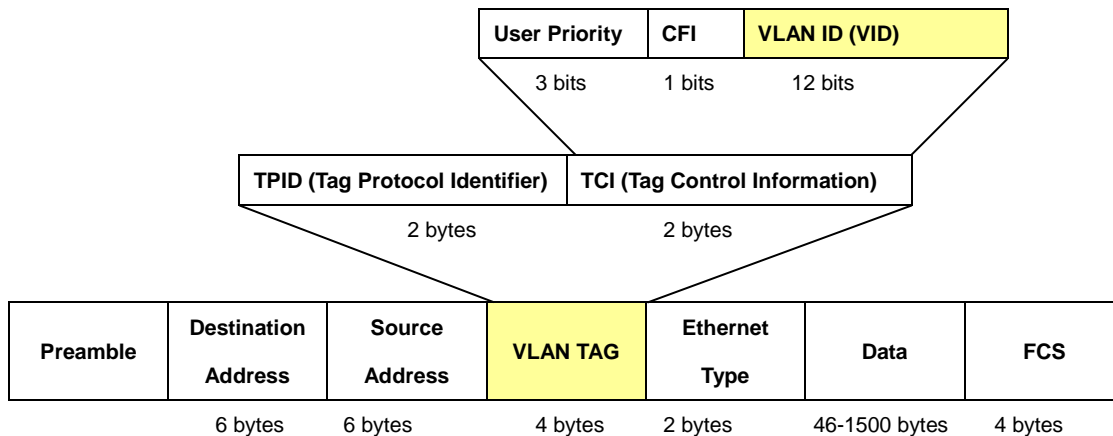 User Priority CFI VLAN ID (VID)
3 bits 1 bits 12 bits
TPID (Tag Protocol Identifier) TCI (Tag Control Information)
2 bytes 2 bytes
Preamble Destination Address Source Address VLAN TAG Ethernet Type Data FCS
6 bytes 6 bytes 4 bytes 2 bytes 46-1500 bytes 4 bytes